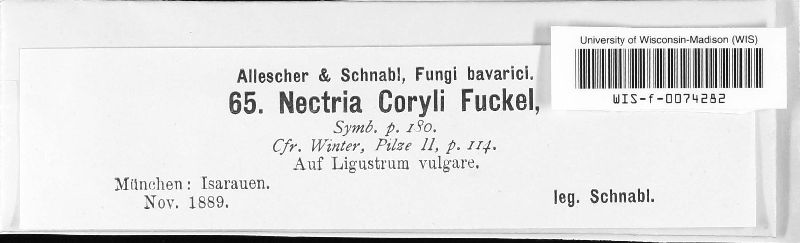 University of Wisconsin-Madison (WIS)
WIS-f-0074282
Allescher & Schnabl, Fungi bavarici.
65. Nectria Coryli Fuckel,
Symb. p. 180.
Cfr. Winter, Pilze II, p. 114.
Auf Ligustrum vulgare.
München: Isarauen.
Nov. 1889.
leg. Schnabl.